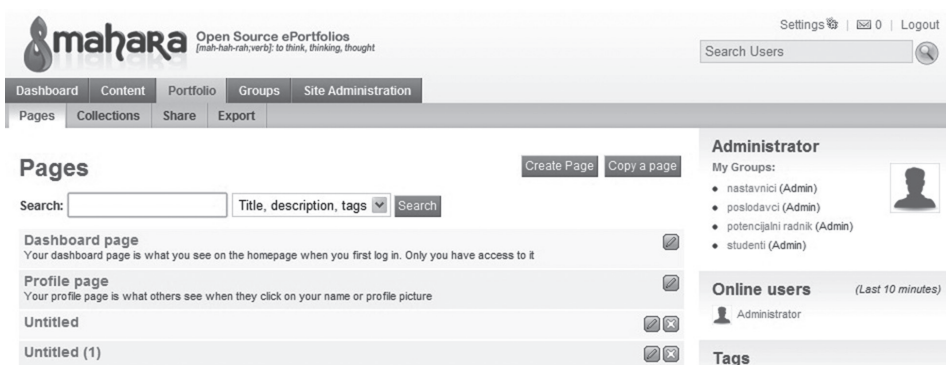 mahara
Open Source ePortfolios
[mah-hah-rah;verb]: to think, thinking, thought
Settings | 0 | Logout
Search Users
Dashboard Content Portfolio Groups Site Administration
Pages Collections Share Export
Pages
Create Page Copy a page
Search: Title, description, tags Search
Dashboard page
Your dashboard page is what you see on the homepage when you first log in. Only you have access to it
Profile page
Your profile page is what others see when they click on your name or profile picture
Untitled
Untitled (1)
Administrator
My Groups:
nastavnici (Admin)
poslodavci (Admin)
potencijalni radnik (Admin)
studenti (Admin)
Online users (Last 10 minutes)
Administrator
Tags